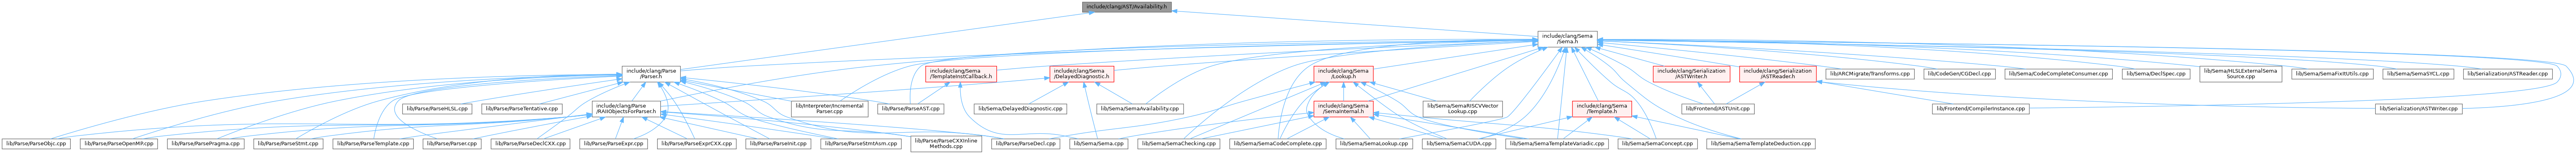 include/clang/AST/Availability.h
include/clang/Sema
/Sema.h
include/clang/Parse
/Parser.h
include/clang/Sema
/TemplateInstCallback.h
include/clang/Sema
/DelayedDiagnostic.h
include/clang/Sema
/Lookup.h
include/clang/Serialization
/ASTWriter.h
include/clang/Serialization
/ASTReader.h
lib/ARCMigrate/Transforms.cpp
lib/CodeGen/CGDecl.cpp
lib/Sema/CodeCompleteConsumer.cpp
lib/Sema/DeclSpec.cpp
lib/Sema/HLSLExternalSema
Source.cpp
lib/Sema/SemaFixItUtils.cpp
lib/Sema/SemaSYCL.cpp
lib/Serialization/ASTReader.cpp
lib/Parse/ParseHLSL.cpp
lib/Parse/ParseTentative.cpp
include/clang/Parse
/RAIIObjectsForParser.h
lib/Interpreter/Incremental
Parser.cpp
lib/Parse/ParseAST.cpp
lib/Sema/DelayedDiagnostic.cpp
lib/Sema/SemaAvailability.cpp
include/clang/Sema
/SemaInternal.h
lib/Sema/SemaRISCVVector
Lookup.cpp
include/clang/Sema
/Template.h
lib/Frontend/ASTUnit.cpp
lib/Frontend/CompilerInstance.cpp
lib/Serialization/ASTWriter.cpp
lib/Parse/ParseObjc.cpp
lib/Parse/ParseOpenMP.cpp
lib/Parse/ParsePragma.cpp
lib/Parse/ParseStmt.cpp
lib/Parse/ParseTemplate.cpp
lib/Parse/Parser.cpp
lib/Parse/ParseDeclCXX.cpp
lib/Parse/ParseExpr.cpp
lib/Parse/ParseExprCXX.cpp
lib/Parse/ParseInit.cpp
lib/Parse/ParseStmtAsm.cpp
lib/Parse/ParseCXXInline
Methods.cpp
lib/Parse/ParseDecl.cpp
lib/Sema/Sema.cpp
lib/Sema/SemaChecking.cpp
lib/Sema/SemaCodeComplete.cpp
lib/Sema/SemaLookup.cpp
lib/Sema/SemaCUDA.cpp
lib/Sema/SemaTemplateVariadic.cpp
lib/Sema/SemaConcept.cpp
lib/Sema/SemaTemplateDeduction.cpp